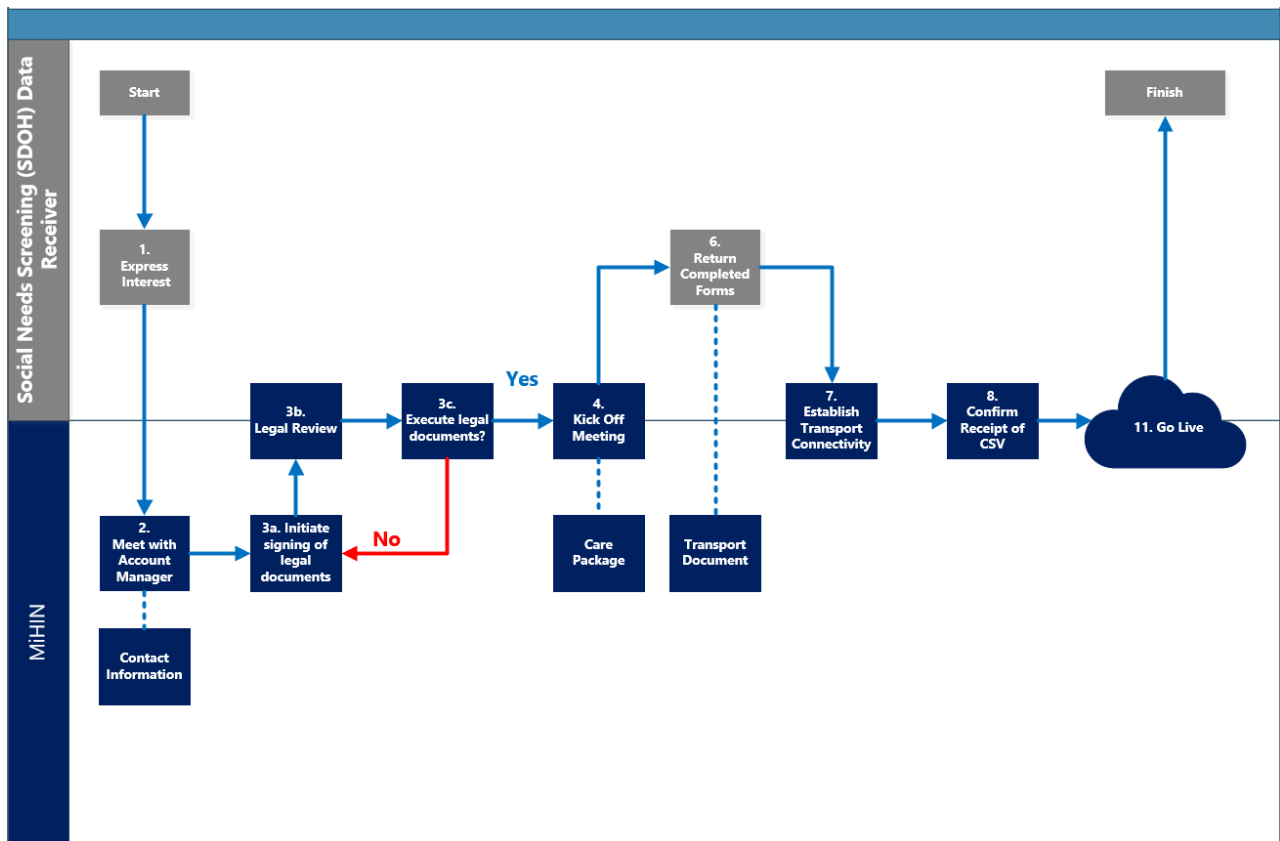 Social Needs Screening (SDOH) Data
Receiver
MiHIN
Start
Finish
1.
Express
Interest
6.
Return
Completed
Forms
Yes
3b.
Legal Review
3c.
Execute legal
documents?
4.
Kick Off
Meeting
7.
Establish
Transport
Connectivity
8.
Confirm
Receipt of
CSV
11. Go Live
2.
Meet with
Account
Manager
3a. Initiate
signing of
legal
documents
No
Care
Package
Transport
Document
Contact
Information